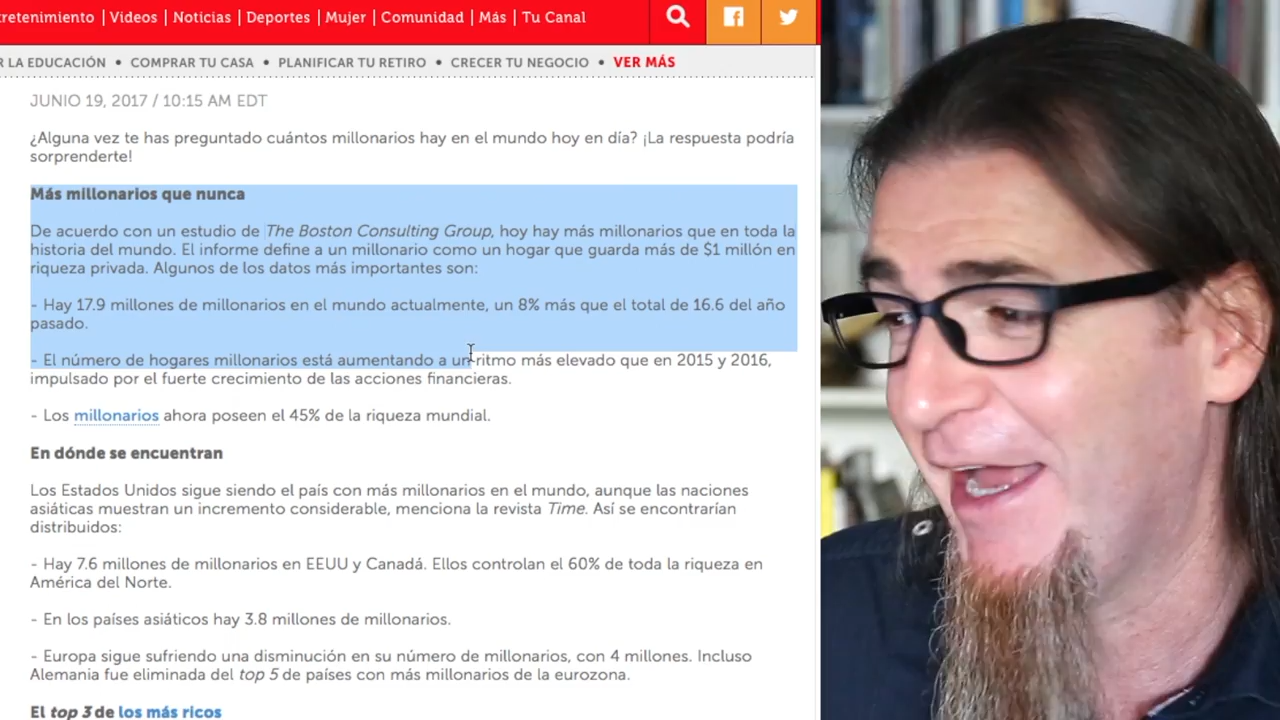 Entretenimiento | Videos | Noticias | Deportes | Mujer | Comunidad | Más | Tu Canal
LA EDUCACIÓN • COMPRAR TU CASA • PLANIFICAR TU RETIRO • CRECER TU NEGOCIO • VER MÁS
JUNIO 19, 2017 / 10:15 AM EDT
¿Alguna vez te has preguntado cuántos millonarios hay en el mundo hoy en día? ¡La respuesta podría
sorprenderte!
Más millonarios que nunca
De acuerdo con un estudio de The Boston Consulting Group, hoy hay más millonarios que en toda la
historia del mundo. El informe define a un millonario como un hogar que guarda más de $1 millón en
riqueza privada. Algunos de los datos más importantes son:
- Hay 17.9 millones de millonarios en el mundo actualmente, un 8% más que el total de 16.6 del año
pasado.
- El número de hogares millonarios está aumentando a un ritmo más elevado que en 2015 y 2016,
impulsado por el fuerte crecimiento de las acciones financieras.
- Los millonarios ahora poseen el 45% de la riqueza mundial.
En dónde se encuentran
Los Estados Unidos sigue siendo el país con más millonarios en el mundo, aunque las naciones
asiáticas muestran un incremento considerable, menciona la revista Time. Así se encontrarían
distribuidos:
- Hay 7.6 millones de millonarios en EEUU y Canadá. Ellos controlan el 60% de toda la riqueza en
América del Norte.
- En los países asiáticos hay 3.8 millones de millonarios.
- Europa sigue sufriendo una disminución en su número de millonarios, con 4 millones. Incluso
Alemania fue eliminada del top 5 de países con más millonarios de la eurozona.
El top 3 de los más ricos